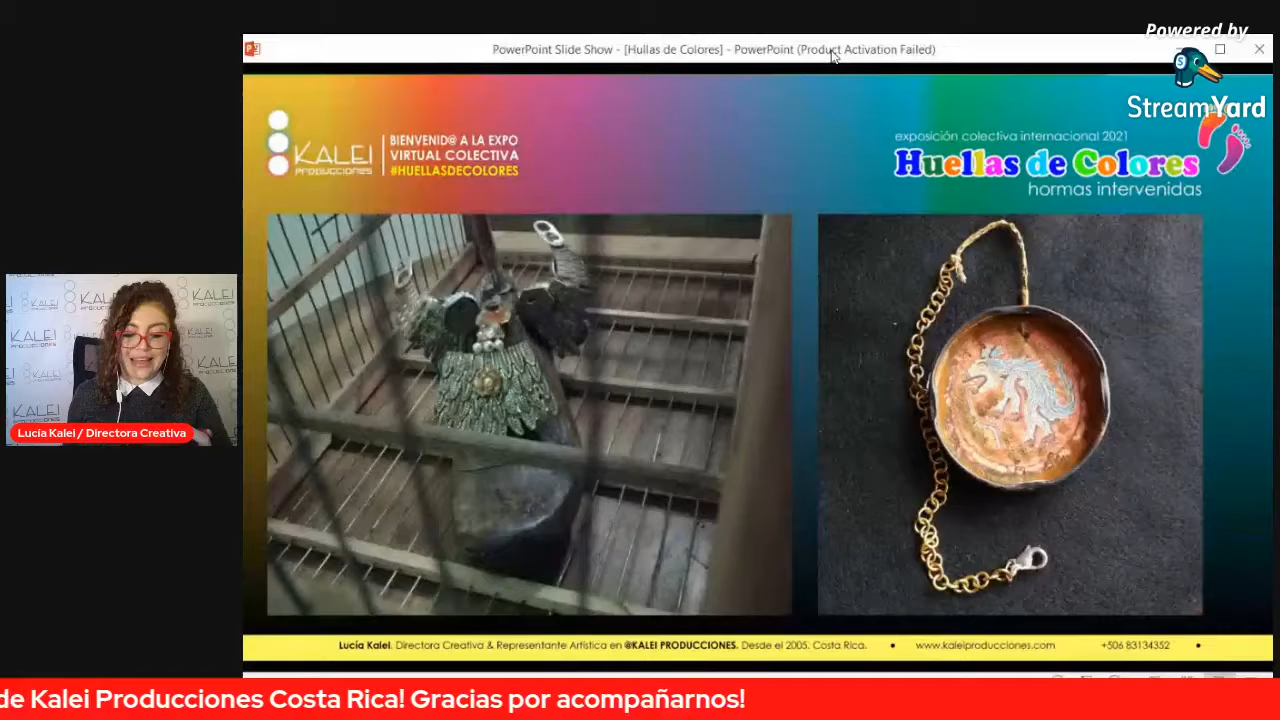 Powered by
StreamYard
PowerPoint Slide Show - [Hullas de Colores] - PowerPoint (Product Activation Failed)
KALEI
PRODUCCIONES
BIENVENID@ A LA EXPO
VIRTUAL COLECTIVA
#HUELLASDECOLORES
exposición colectiva internacional 2021
Huellas de Colores
hormas intervenidas
KALEI
Lucía Kalei / Directora Creativa
Lucía Kalei. Directora Creativa & Representante Artística en @KALEI PRODUCCIONES. Desde el 2005. Costa Rica. • www.kaleiproducciones.com +506 83134352 •
de Kalei Producciones Costa Rica! Gracias por acompañarnos!